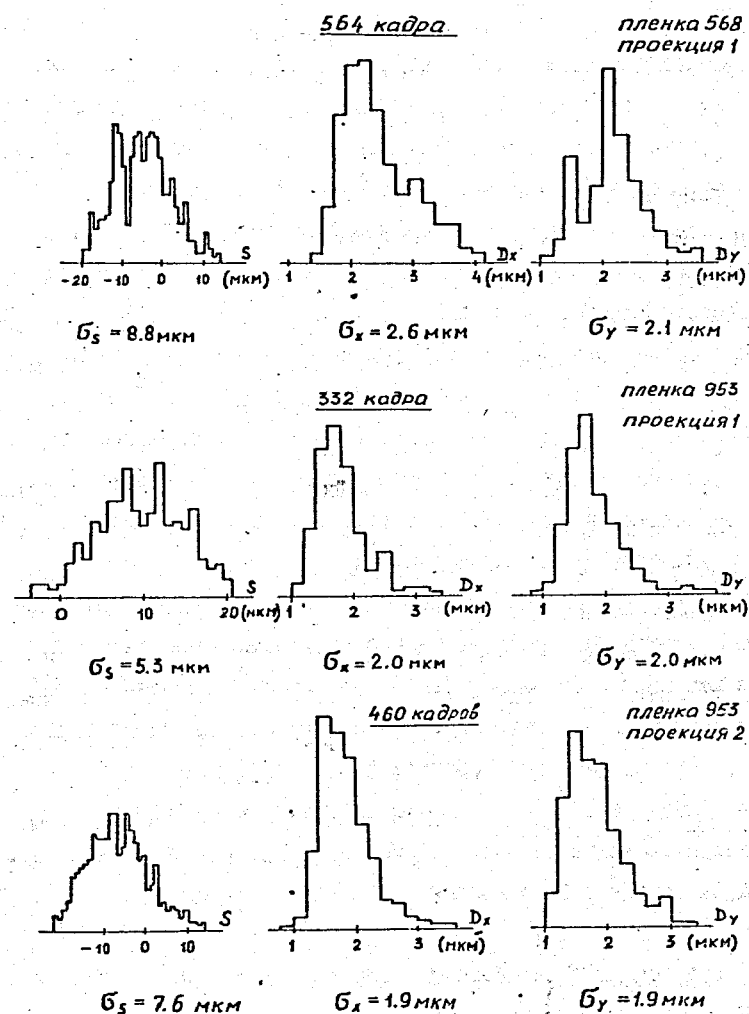 564 кадра
пленка 568
проекция 1
S
Dx
Dy
-20 -10 0 10 (мкм)
1 2 3 4 (мкм)
1 2 3 (мкм)
σs = 8.8 мкм
σx = 2.6 мкм
σy = 2.1 мкм
332 кадра
пленка 953
проекция 1
S
Dx
Dy
0 10 20 (мкм)
1 2 3 (мкм)
1 2 3 (мкм)
σs = 5.3 мкм
σx = 2.0 мкм
σy = 2.0 мкм
460 кадров
пленка 953
проекция 2
S
Dx
Dy
-10 0 10 (мкм)
1 2 3 (мкм)
1 2 3 (мкм)
σs = 7.6 мкм
σx = 1.9 мкм
σy = 1.9 мкм